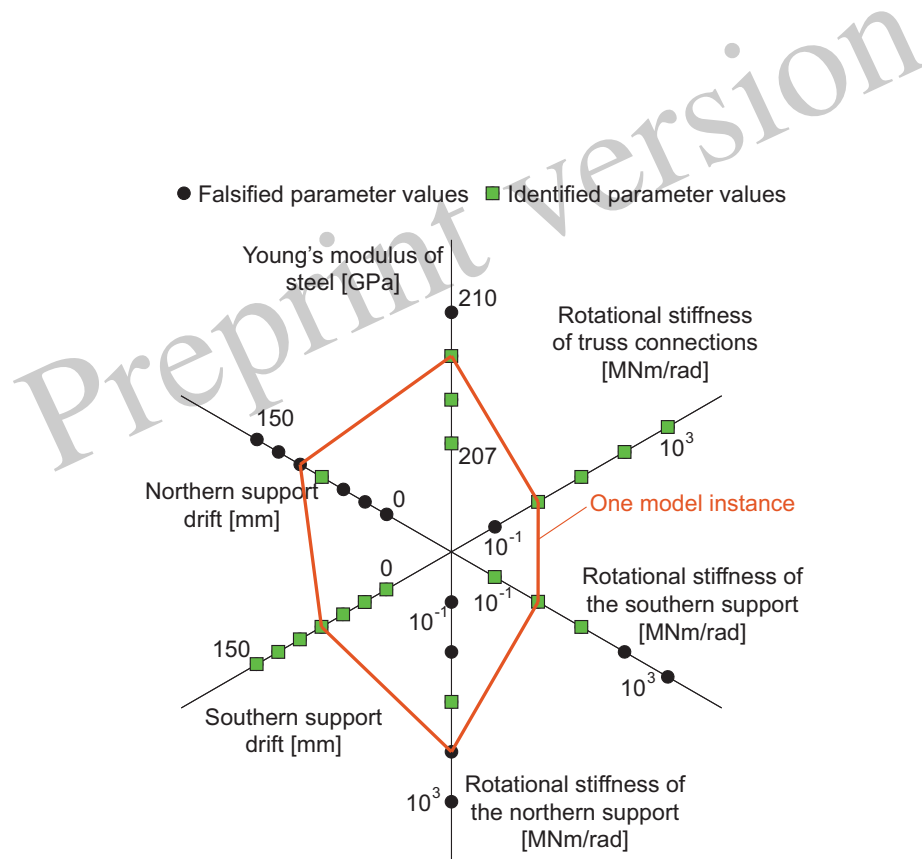 Preprint version
Falsified parameter values
Identified parameter values
Young's modulus of
steel [GPa]
210
207
Rotational stiffness
of truss connections
[MNm/rad]
10³
10⁻¹
One model instance
150
Northern support
drift [mm]
0
0
150
Southern support
drift [mm]
10⁻¹
Rotational stiffness of
the southern support
[MNm/rad]
10³
10⁻¹
10³
Rotational stiffness of
the northern support
[MNm/rad]